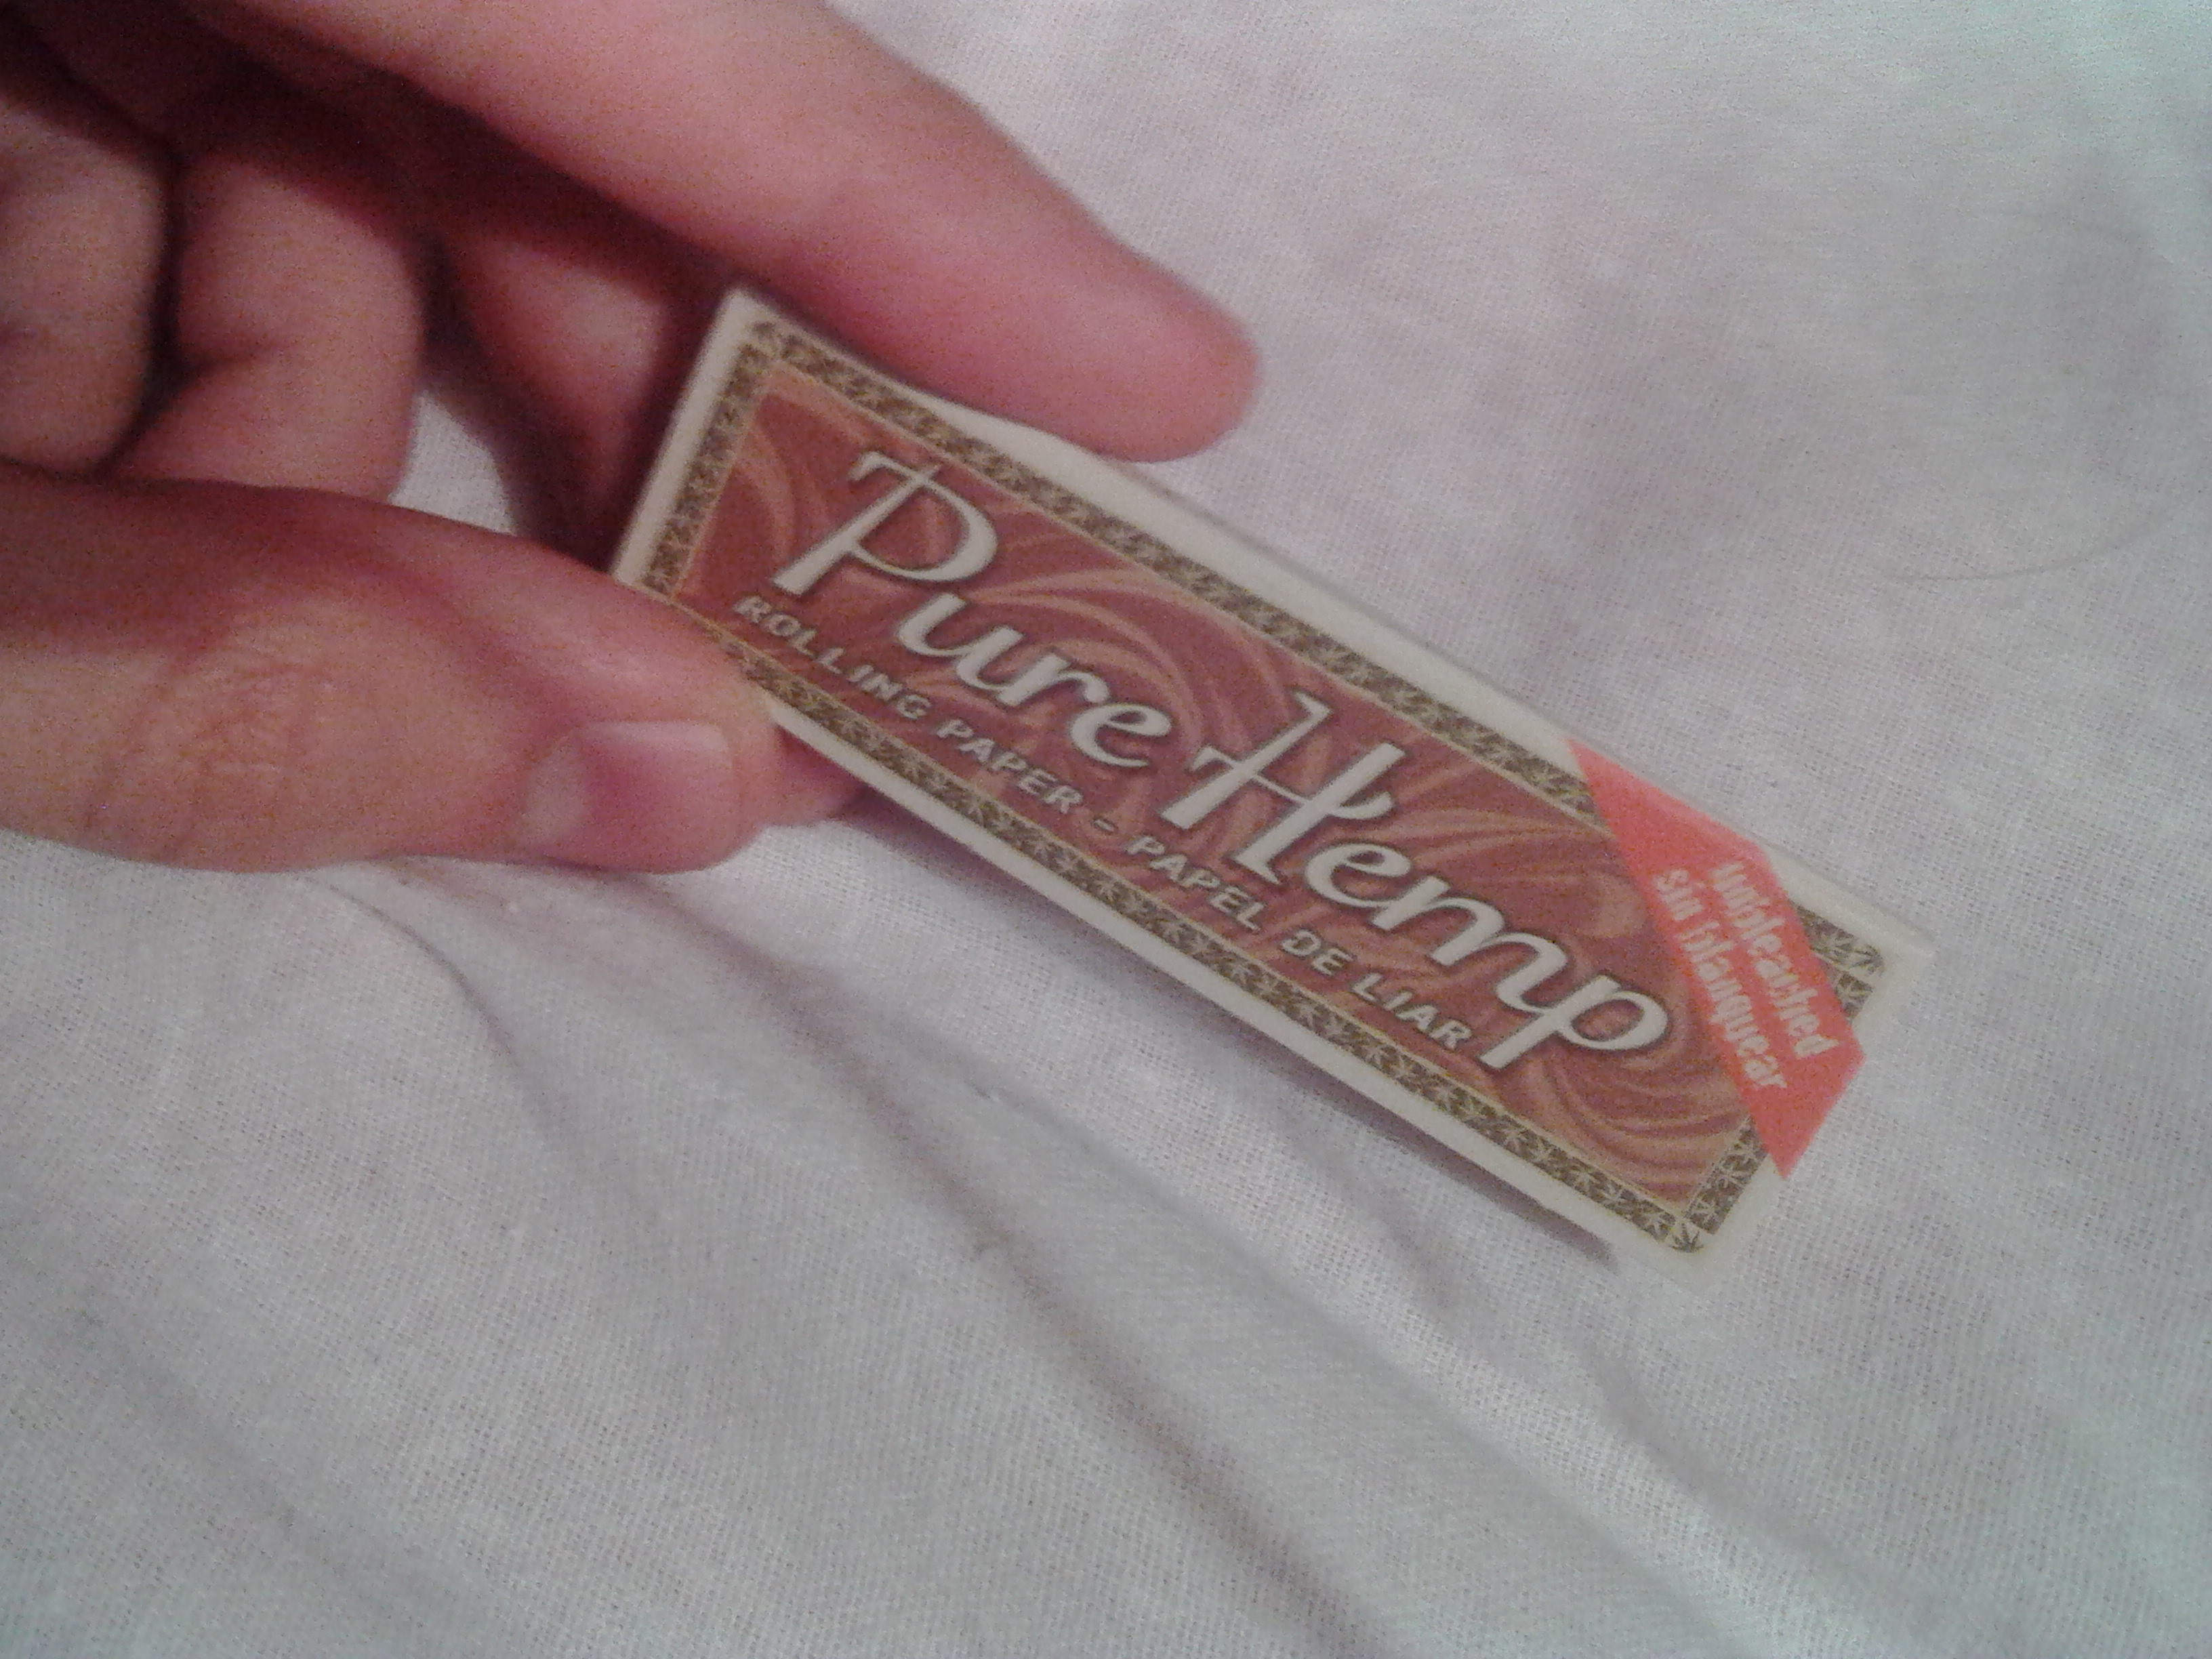 Pure Hemp
ROLLING PAPER - PAPEL DE LIAR
Unbleached
sin blanquear